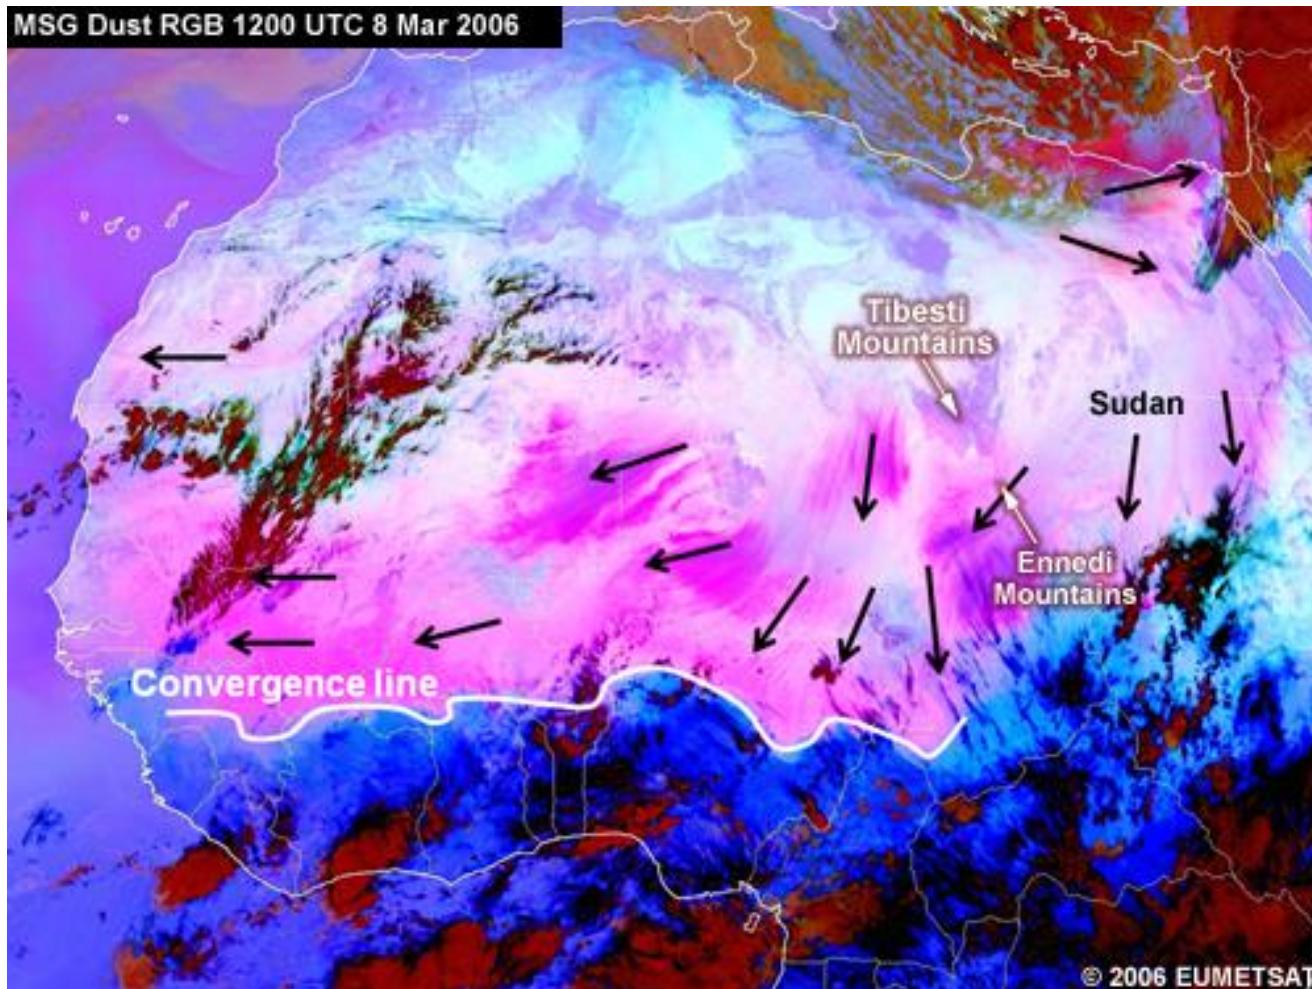 MSG Dust RGB 1200 UTC 8 Mar 2006
Tibesti
Mountains
Sudan
Ennedi
Mountains
Convergence line
© 2006 EUMETSAT